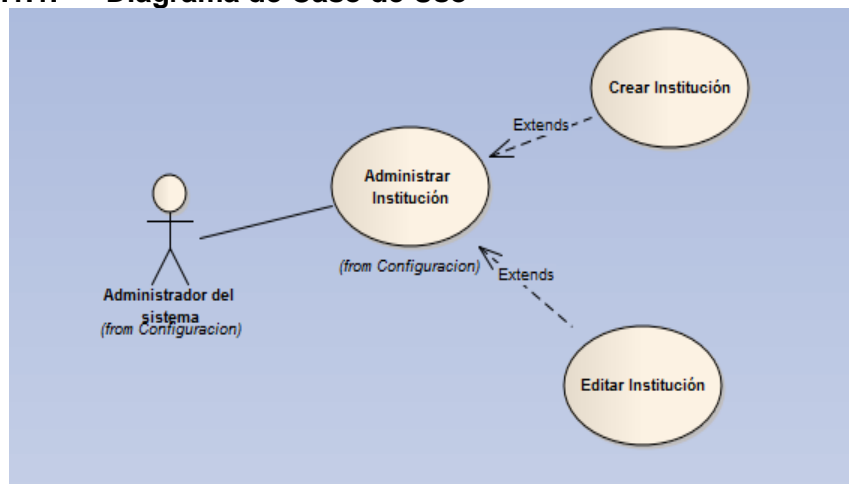 Diagrama de Caso de Uso
Crear Institución
Extends
Administrar
Institución
(from Configuracion)
Extends
Administrador del
sistema
(from Configuracion)
Editar Institución